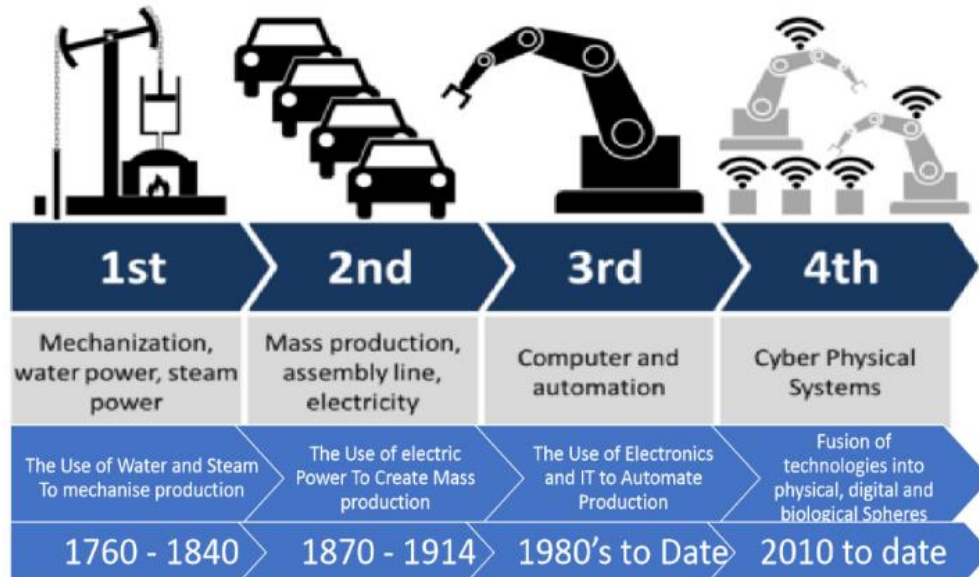 1st
2nd
3rd
4th
Mechanization,
water power, steam
power
Mass production,
assembly line,
electricity
Computer and
automation
Cyber Physical
Systems
The Use of Water and Steam
To mechanise production
The Use of electric
Power To Create Mass
production
The Use of Electronics
and IT to Automate
Production
Fusion of
technologies into
physical, digital and
biological Spheres
1760 - 1840
1870 - 1914
1980's to Date
2010 to date